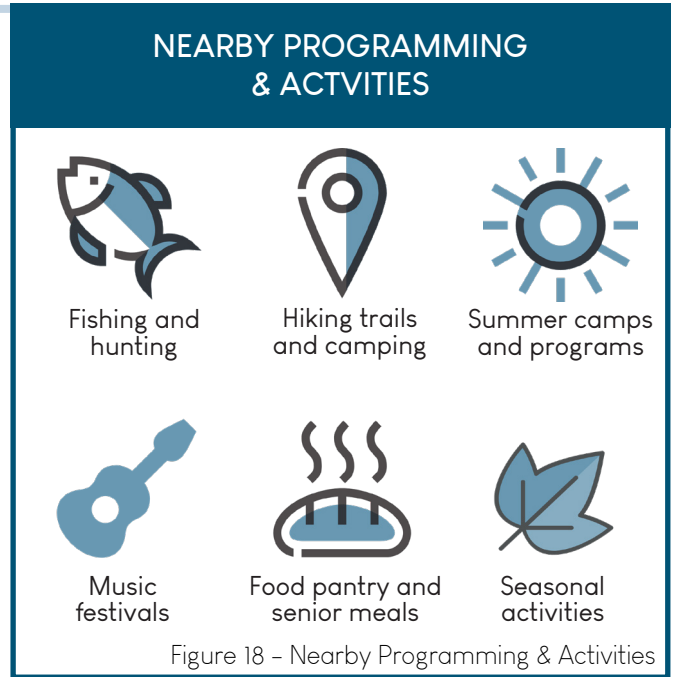 NEARBY PROGRAMMING
& ACTVITIES
Fishing and
hunting
Hiking trails
and camping
Summer camps
and programs
Music
festivals
Food pantry and
senior meals
Seasonal
activities
Figure 18 – Nearby Programming & Activities